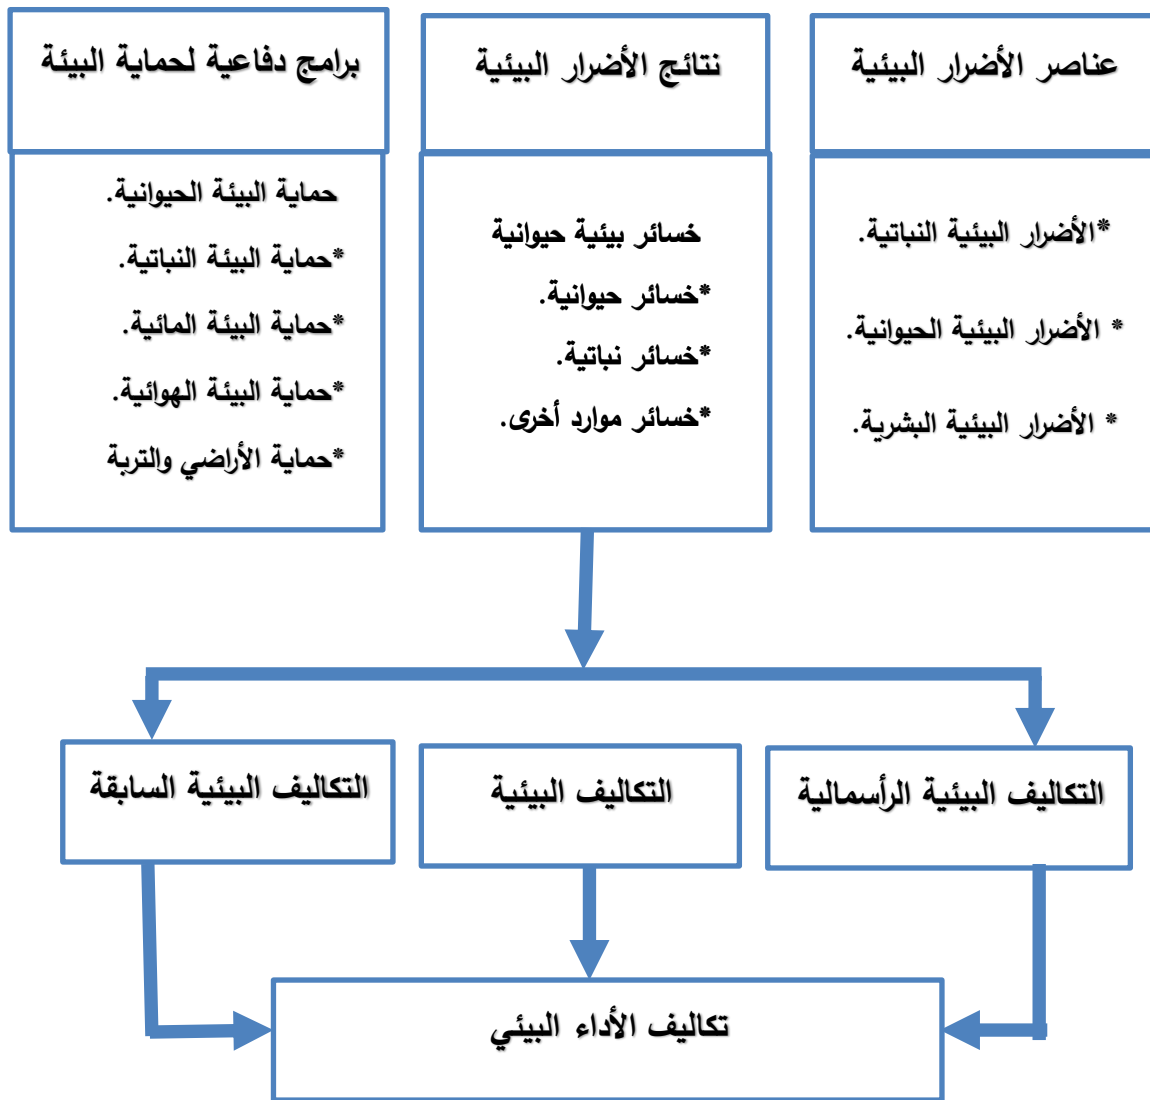 عناصر الأضرار البيئية
*الأضرار البيئية النباتية.
* الأضرار البيئية الحيوانية.
* الأضرار البيئية البشرية.
نتائج الأضرار البيئية
خسائر بيئية حيوانية
*خسائر حيوانية.
*خسائر نباتية.
*خسائر موارد أخرى.
برامج دفاعية لحماية البيئة
حماية البيئة الحيوانية.
*حماية البيئة النباتية.
*حماية البيئة المائية.
*حماية البيئة الهوائية.
*حماية الأراضي والتربة
التكاليف البيئية الرأسمالية
التكاليف البيئية
التكاليف البيئية السابقة
تكاليف الأداء البيئي